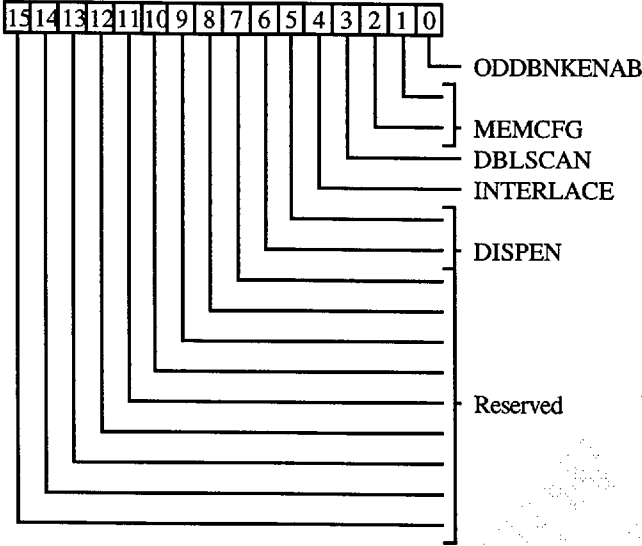 15 14 13 12 11 10 9 8 7 6 5 4 3 2 1 0
ODDBNKENAB
MEMCFG
DBLSCAN
INTERLACE
DISPEN
Reserved